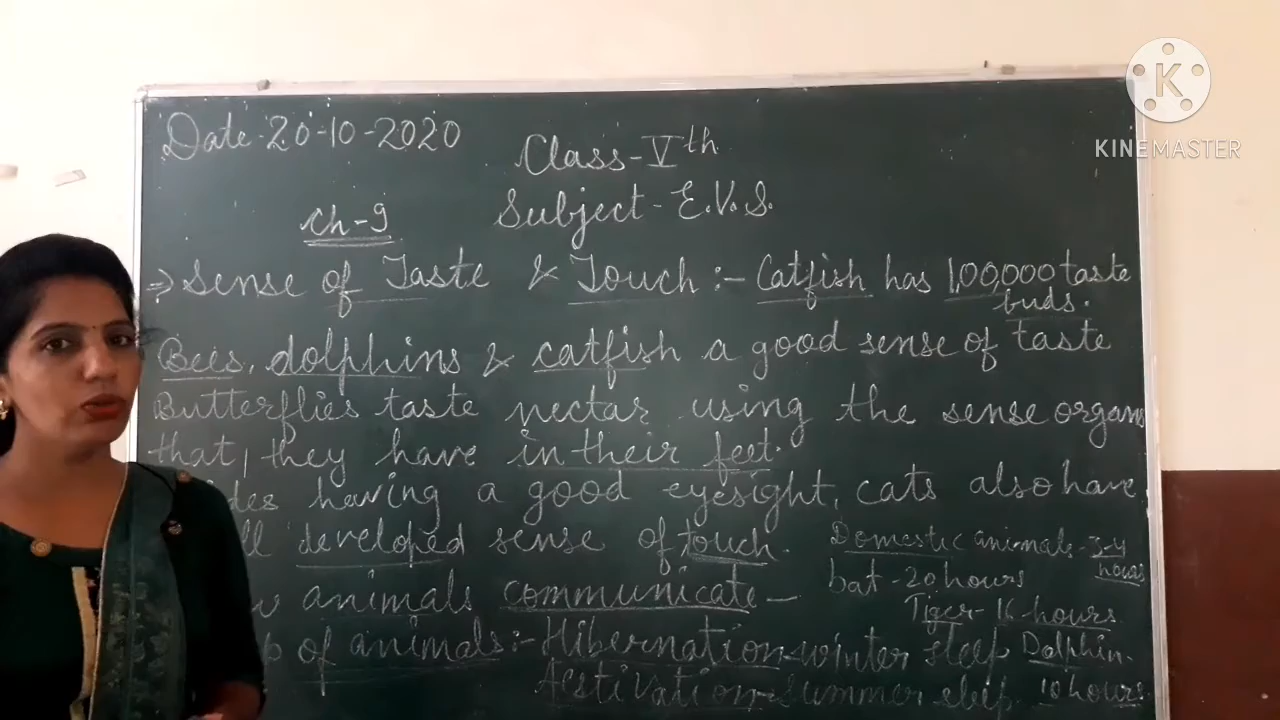 Date-20-10-2020
Class-Vth
Subject-E.V.S.
Ch-9
⇒ Sense of Taste & Touch:- Catfish has 1,00,000 taste
buds.
Bees, dolphins & catfish a good sense of taste
Butterflies taste nectar using the sense organs
that, they have in their feet.
having a good eyesight, cats also have
developed sense of touch.
animals communicate -
of animals:- Hibernation-winter sleep
Aestivation-summer sleep
Domestic animals-3-4
hours
bat-20 hours
Tiger-16 hours
Dolphin-
10 hours
K
KINEMASTER